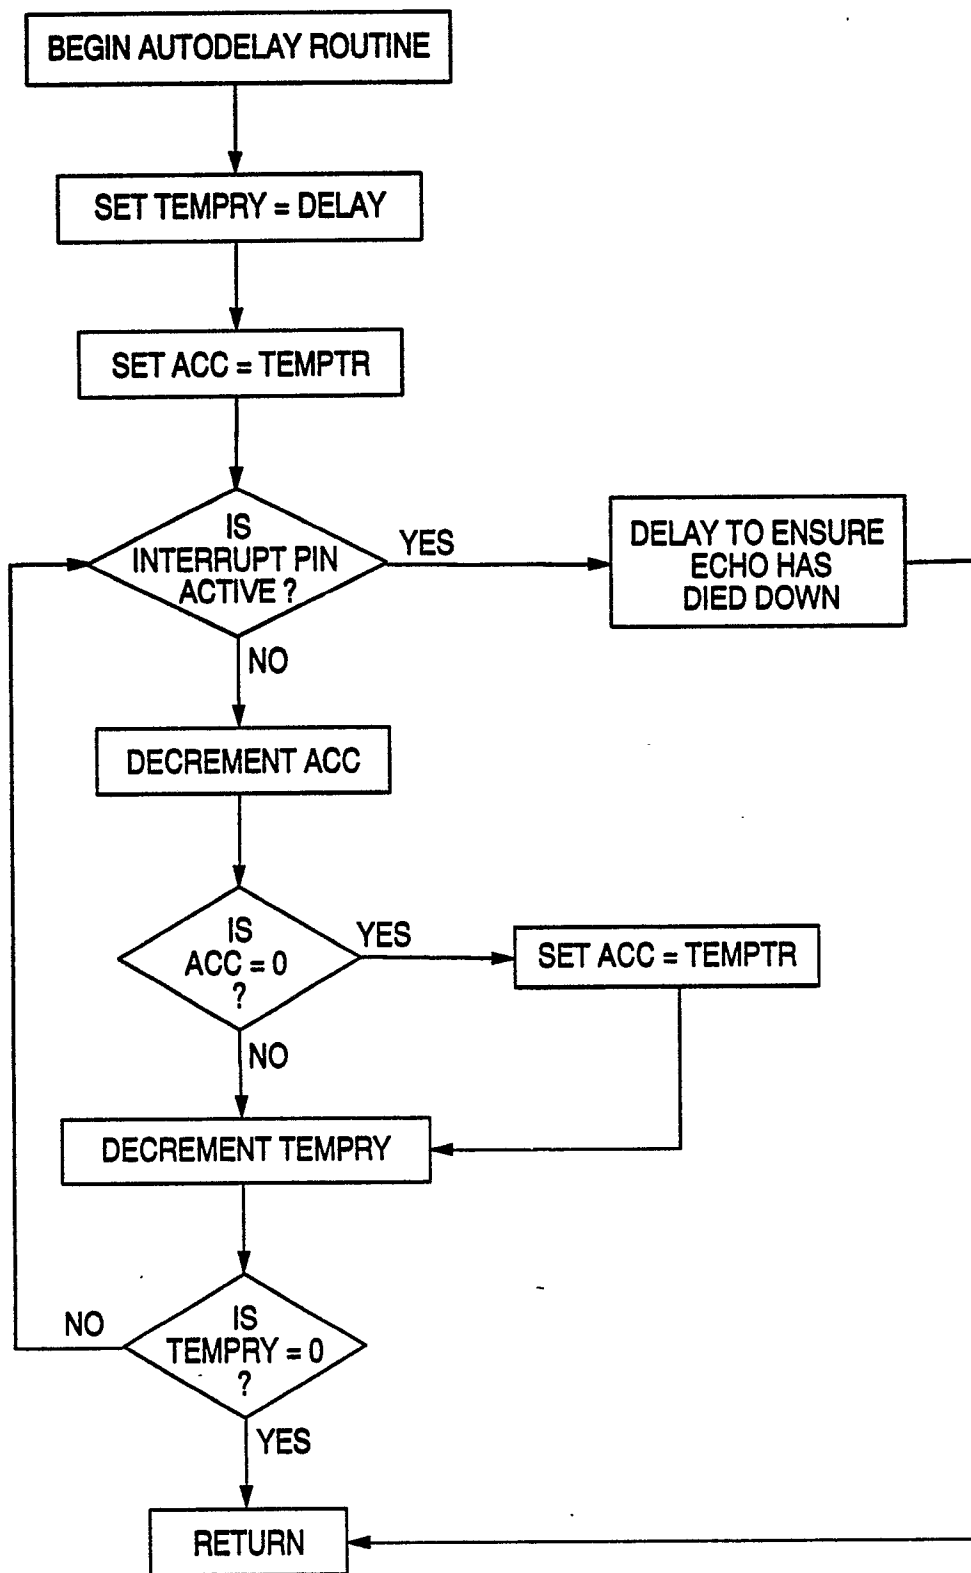 BEGIN AUTODELAY ROUTINE
SET TEMPRY = DELAY
SET ACC = TEMPTR
IS
INTERRUPT PIN
ACTIVE ?
YES
DELAY TO ENSURE
ECHO HAS
DIED DOWN
NO
DECREMENT ACC
IS
ACC = 0
?
YES
SET ACC = TEMPTR
NO
DECREMENT TEMPRY
IS
TEMPRY = 0
?
NO
YES
RETURN